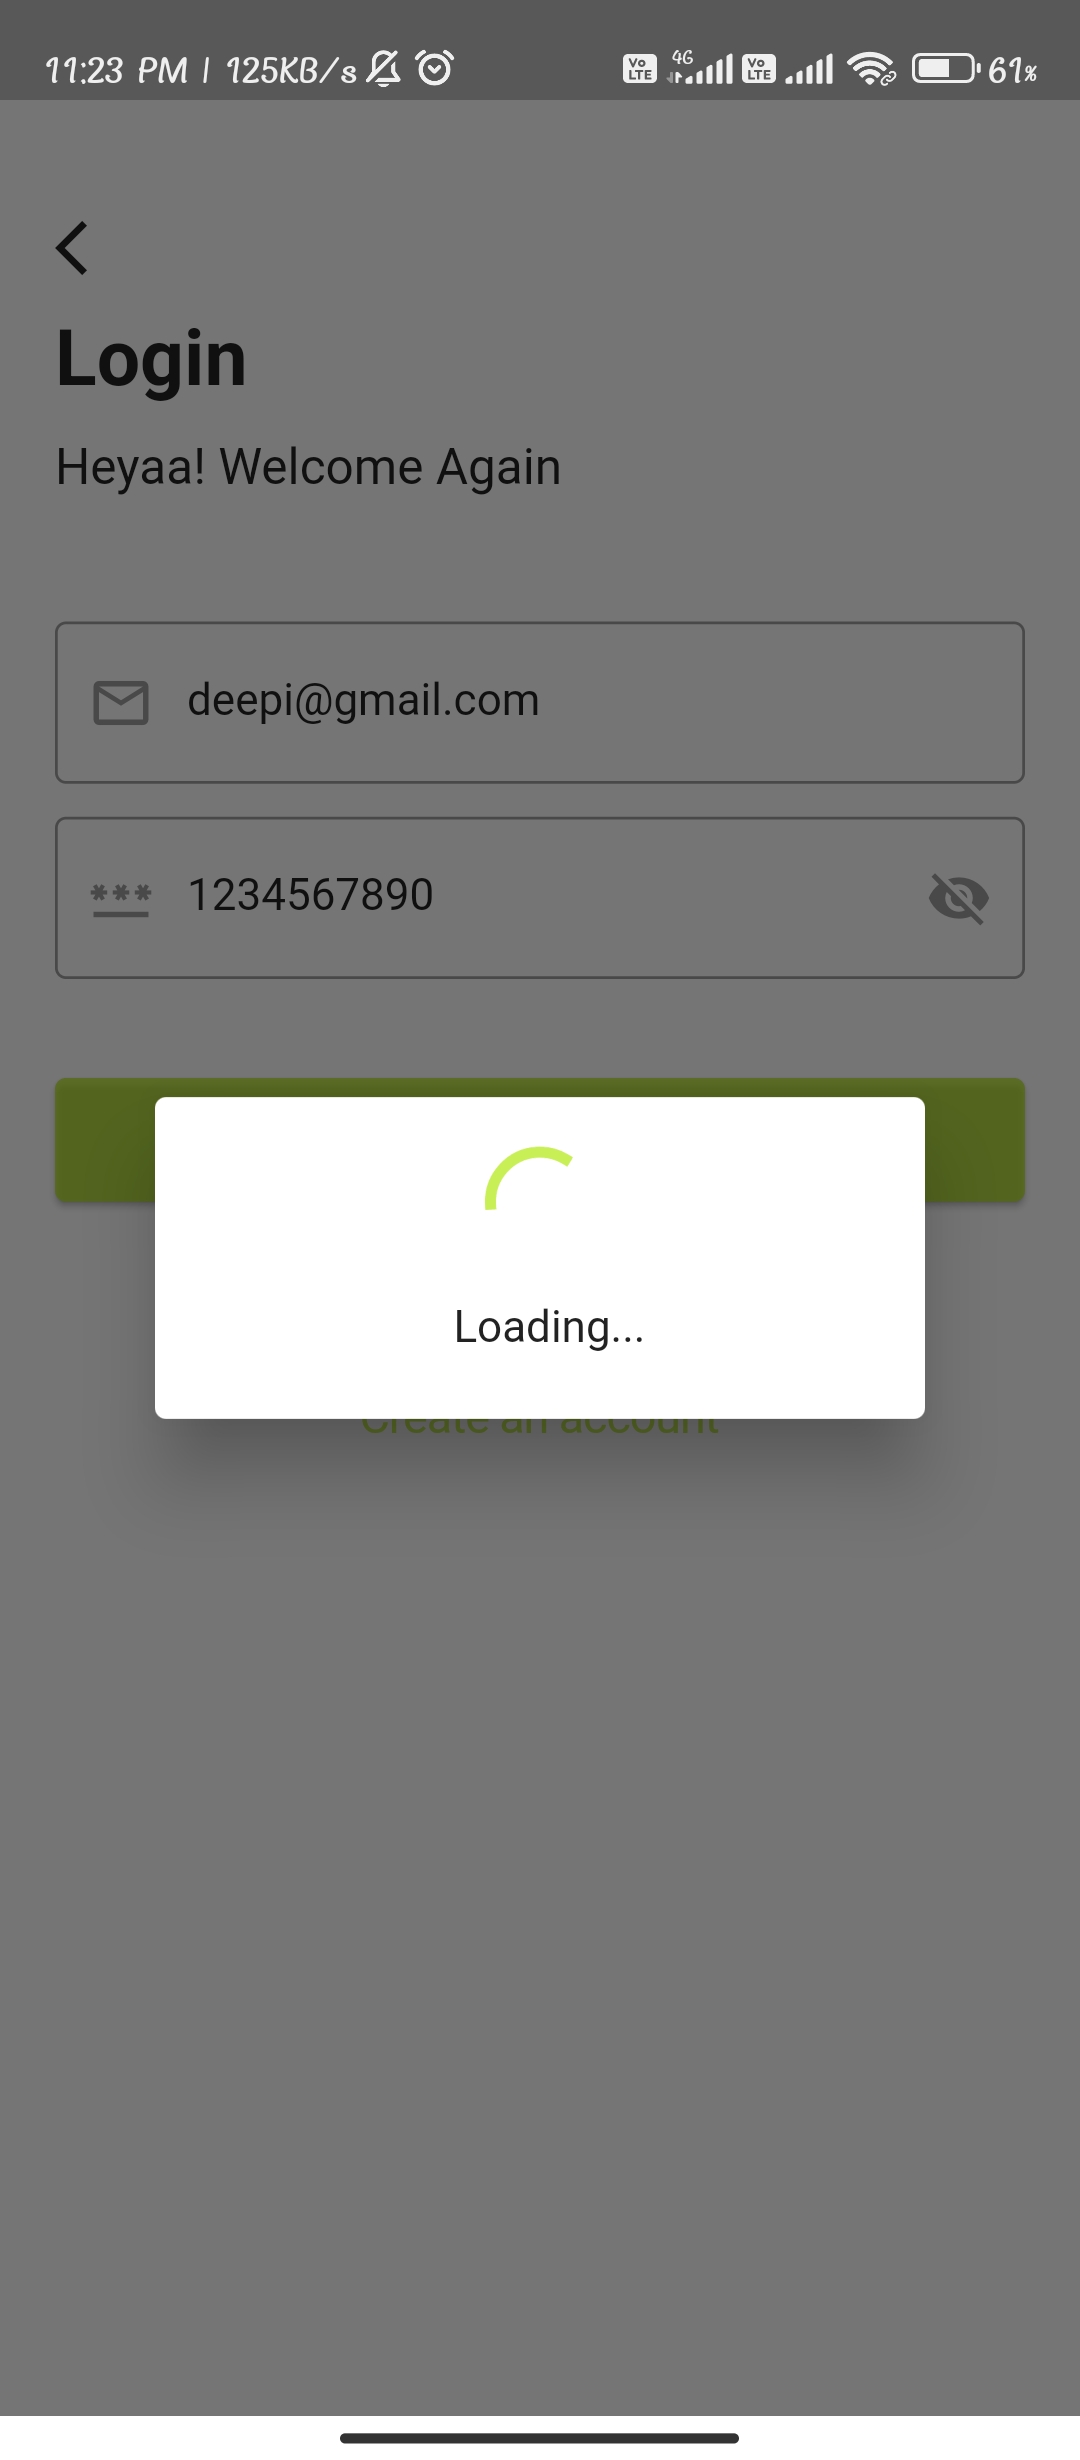 11:23 PM | 125KB/s Vo LTE 4G Vo LTE 61%
Login
Heyaa! Welcome Again
deepi@gmail.com
*** 1234567890
Loading...
Create an account